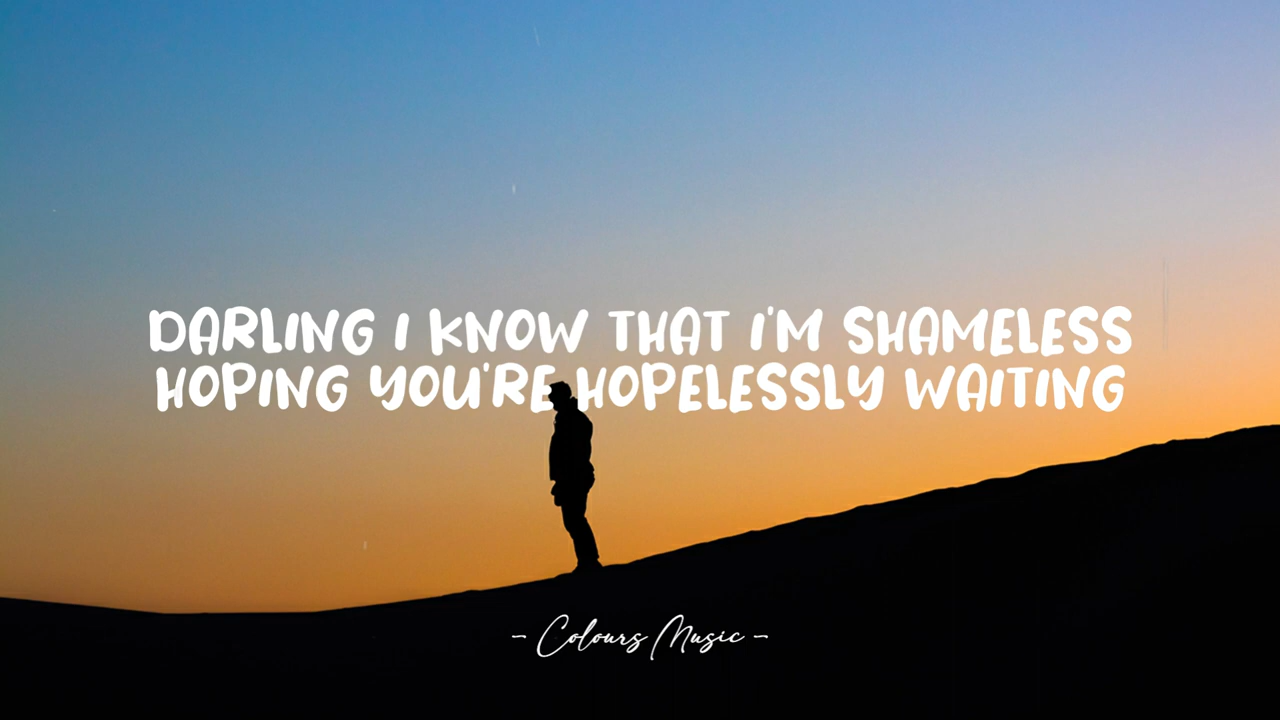 DARLING I KNOW THAT I'M SHAMELESS
HOPING YOU'RE HOPELESSLY WAITING
- Colours Music -